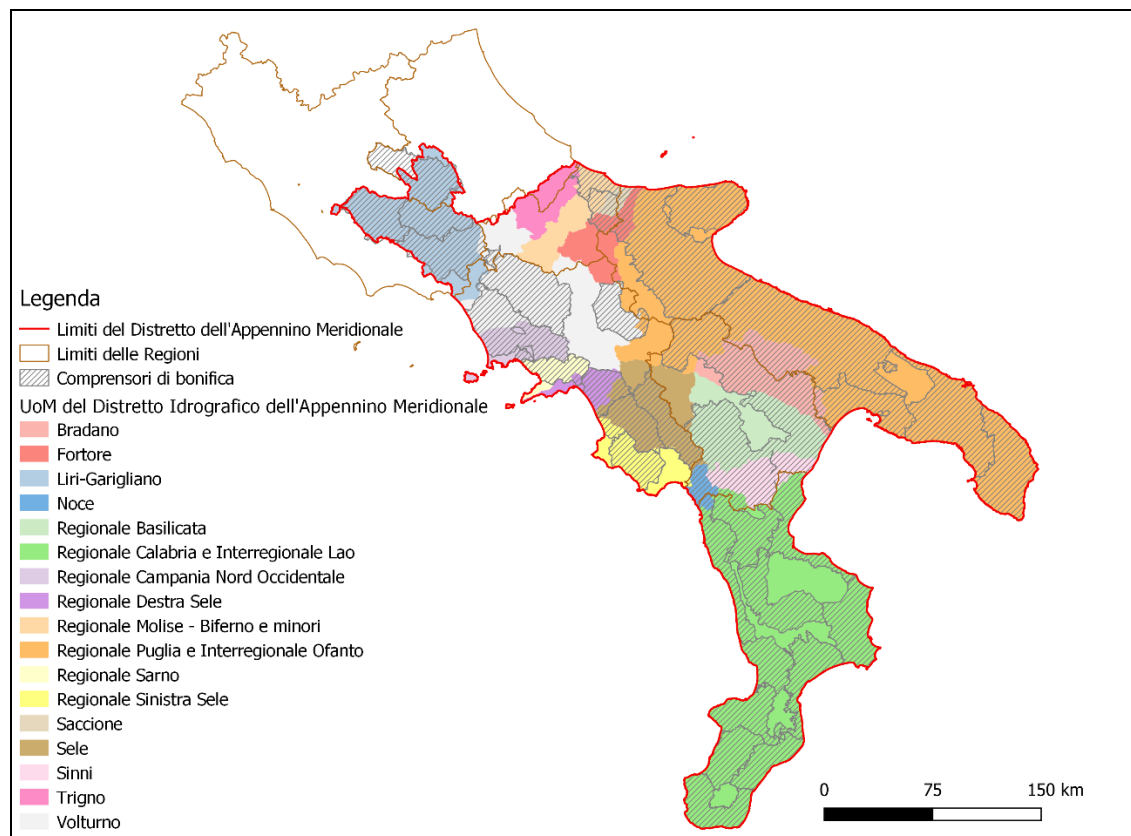 Legenda
Limiti del Distretto dell'Appennino Meridionale
Limiti delle Regioni
Comprensori di bonifica
UoM del Distretto Idrografico dell'Appennino Meridionale
Bradano
Fortore
Liri-Garigliano
Noce
Regionale Basilicata
Regionale Calabria e Interregionale Lao
Regionale Campania Nord Occidentale
Regionale Destra Sele
Regionale Molise - Biferno e minori
Regionale Puglia e Interregionale Ofanto
Regionale Sarno
Regionale Sinistra Sele
Saccione
Sele
Sinni
Trigno
Volturno
0 75 150 km